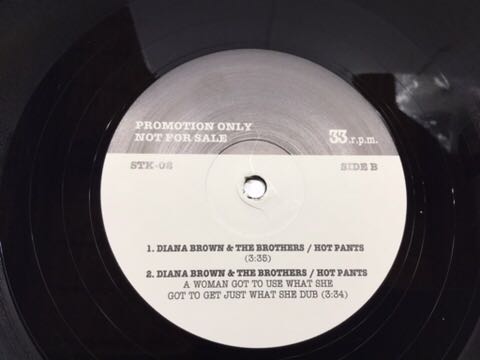 PROMOTION ONLY
NOT FOR SALE
33 r.p.m.
STK-02
SIDE B
1. DIANA BROWN & THE BROTHERS / HOT PANTS
(3:35)
2. DIANA BROWN & THE BROTHERS / HOT PANTS
A WOMAN GOT TO USE WHAT SHE
GOT TO GET JUST WHAT SHE DUB (3:34)